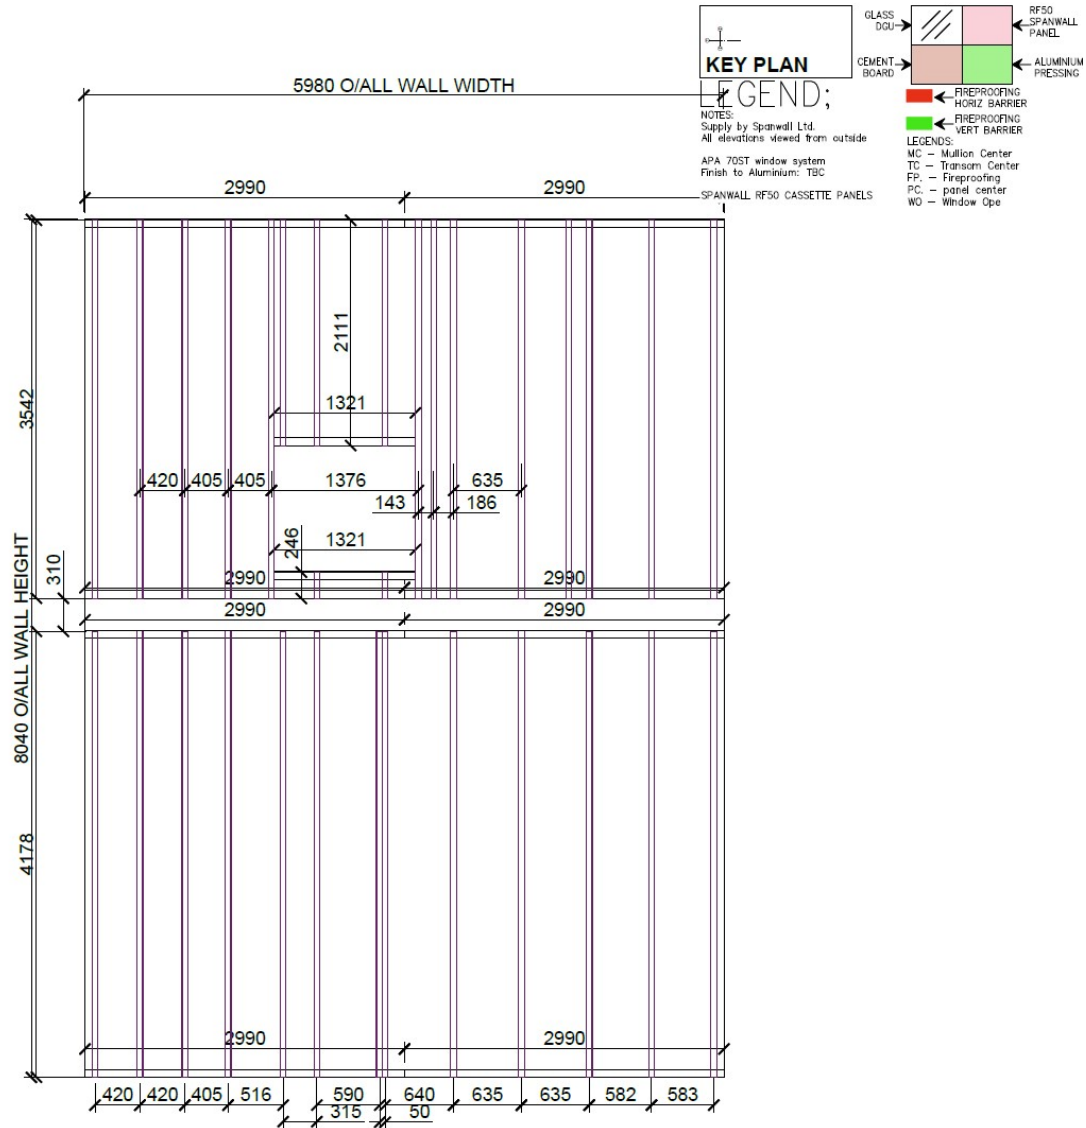 GLASS
DGU
RF50
SPANWALL
PANEL
CEMENT
BOARD
ALUMINIUM
PRESSING
KEY PLAN
LEGEND;
FIREPROOFING
HORIZ BARRIER
FIREPROOFING
VERT BARRIER
NOTES:
Supply by Spanwall Ltd.
All elevations viewed from outside
APA 70ST window system
Finish to Aluminium: TBC
SPANWALL RF50 CASSETTE PANELS
LEGENDS:
MC – Mullion Center
TC – Transom Center
FP. – Fireproofing
PC. – panel center
WO – Window Ope
5980 O/ALL WALL WIDTH
2990 2990
3542
2111
1321
420 405 405 1376 635
143 186
1321
246
310
2990 2990
2990 2990
8040 O/ALL WALL HEIGHT
4178
2990 2990
420 420 405 516 590 640 635 635 582 583
315 50